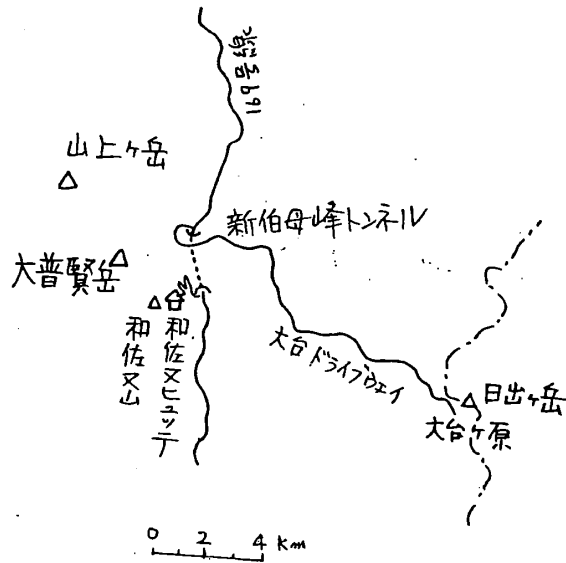 国道169号線
山上ヶ岳
新伯母峰トンネル
大普賢岳
和佐又山
和佐又ヒュッテ
大台ドライブウェイ
日出ヶ岳
大台ヶ原
0 2 4 Km